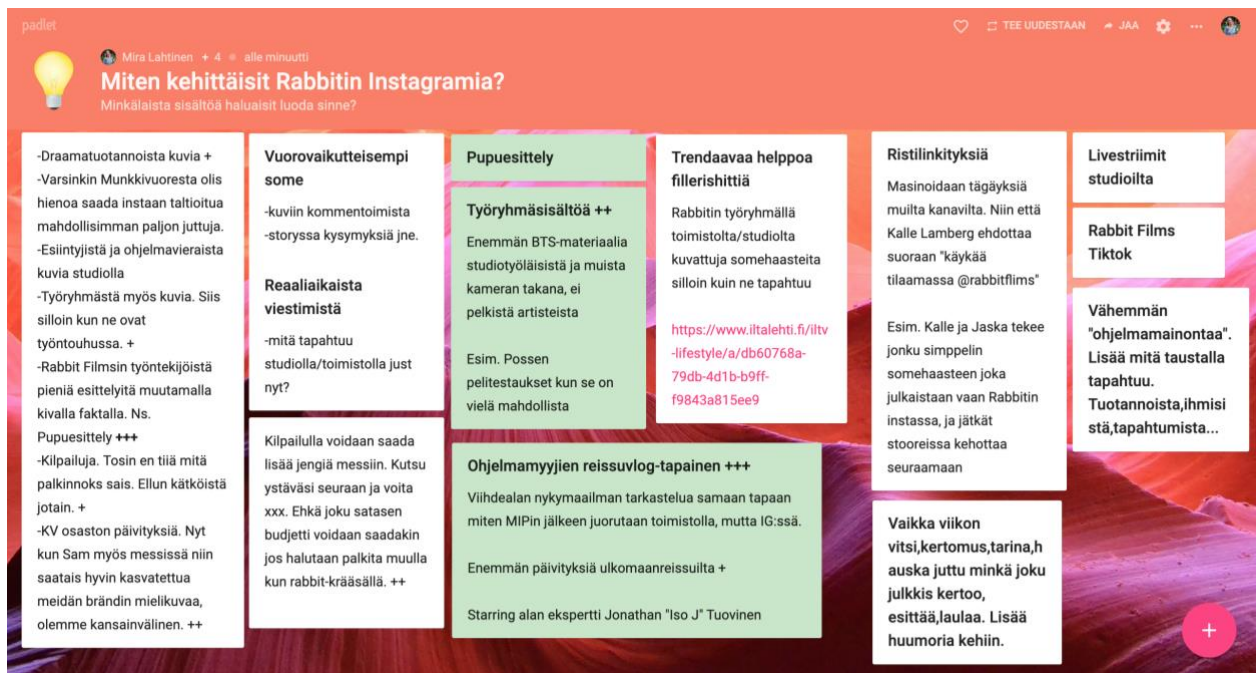 padlet
TEE UUDESTAAN
JAA
Mira Lahtinen + 4 alle minuutti
Miten kehittäisit Rabbitin Instagramia?
Minkälaista sisältöä haluaisit luoda sinne?
-Draamatuotannoista kuvia +
-Varsinkin Munkkivuoresta olis
hienoa saada instaan taltioitua
mahdollisimman paljon juttuja.
-Esiintyjistä ja ohjelmavieraista
kuvia studiolla
-Työryhmästä myös kuvia. Siis
silloin kun ne ovat
työntouhussa. +
-Rabbit Filmsin työntekijöistä
pieniä esittelyitä muutamalla
kivalla faktalla. Ns.
Pupuesittely +++
-Kilpailuja. Tosin en tiiä mitä
palkinnoks sais. Ellun kätköistä
jotain. +
-KV osaston päivityksiä. Nyt
kun Sam myös messissä niin
saatais hyvin kasvatettua
meidän brändin mielikuvaa,
olemme kansainvälinen. ++
Vuorovaikutteisempi
some
-kuviin kommentoimista
-storyssa kysymyksiä jne.
Reaaliaikaista
viestimistä
-mitä tapahtuu
studiolla/toimistolla just
nyt?
Kilpailulla voidaan saada
lisää jengiä messiin. Kutsu
ystäväsi seuraan ja voita
xxx. Ehkä joku satasen
budjetti voidaan saadakin
jos halutaan palkita muulla
kun rabbit-krääsällä. ++
Pupuesittely
Työryhmäsisältöä ++
Enemmän BTS-materiaalia
studiotyöläisistä ja muista
kameran takana, ei
pelkistä artisteista
Esim. Possen
pelitestaukset kun se on
vielä mahdollista
Ohjelmamyyjien reissuvlog-tapainen +++
Viihdealan nykymaailman tarkastelua samaan tapaan
miten MIPin jälkeen juorutaan toimistolla, mutta IG:ssä.
Enemmän päivityksiä ulkomaanreissuilta +
Starring alan ekspertti Jonathan "Iso J" Tuovinen
Trendaavaa helppoa
fillerishittiä
Rabbitin työryhmällä
toimistolta/studiolta
kuvattuja somehaasteita
silloin kuin ne tapahtuu
https://www.iltalehti.fi/iltv
-lifestyle/a/db60768a-
79db-4d1b-b9ff-
f9843a815ee9
Ristilinkityksiä
Masinoidaan tägäyksiä
muilta kanavilta. Niin että
Kalle Lamberg ehdottaa
suoraan "käykää
tilaamassa @rabbitflims"
Esim. Kalle ja Jaska tekee
jonku simppelin
somehaasteen joka
julkaistaan vaan Rabbitin
instassa, ja jätkät
stooreissa kehottaa
seuraamaan
Vaikka viikon
vitsi,kertomus,tarina,h
auska juttu minkä joku
julkkis kertoo,
esittää,laulaa. Lisää
huumoria kehiin.
Livestriimit
studioilta
Rabbit Films
Tiktok
Vähemmän
"ohjelmamainontaa".
Lisää mitä taustalla
tapahtuu.
Tuotannoista,ihmisi
stä,tapahtumista...